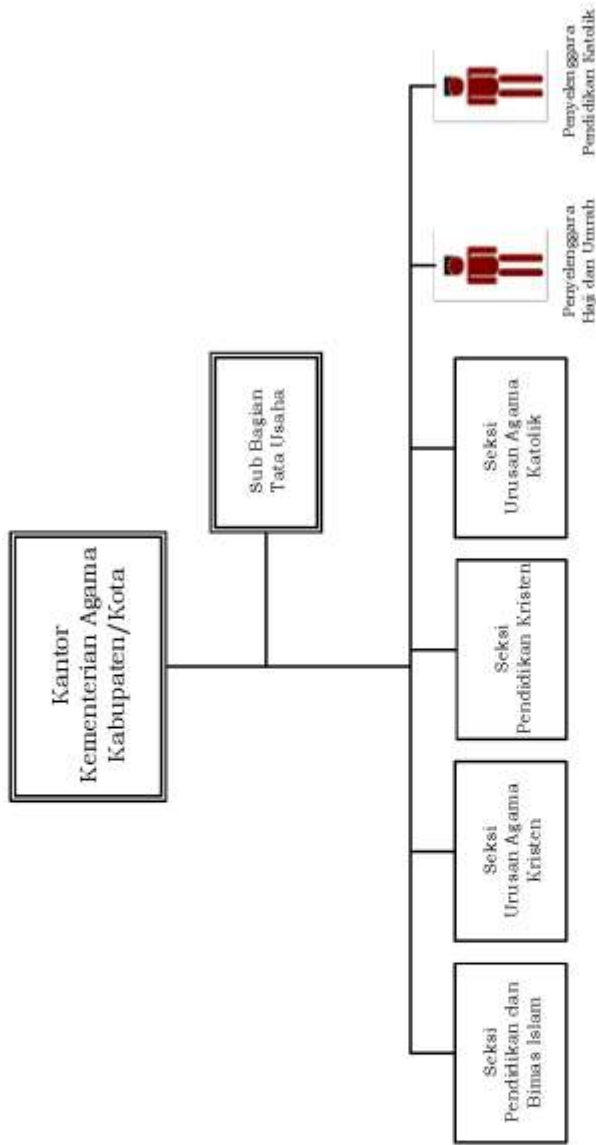 Kantor
Kementerian Agama
Kabupaten/Kota
Sub Bagian
Tata Usaha
Seksi
Pendidikan dan
Bimas Islam
Seksi
Urusan Agama
Kristen
Seksi
Pendidikan Kristen
Seksi
Urusan Agama
Katolik
Penyelenggara
Haji dan Umrah
Penyelenggara
Pendidikan Katolik